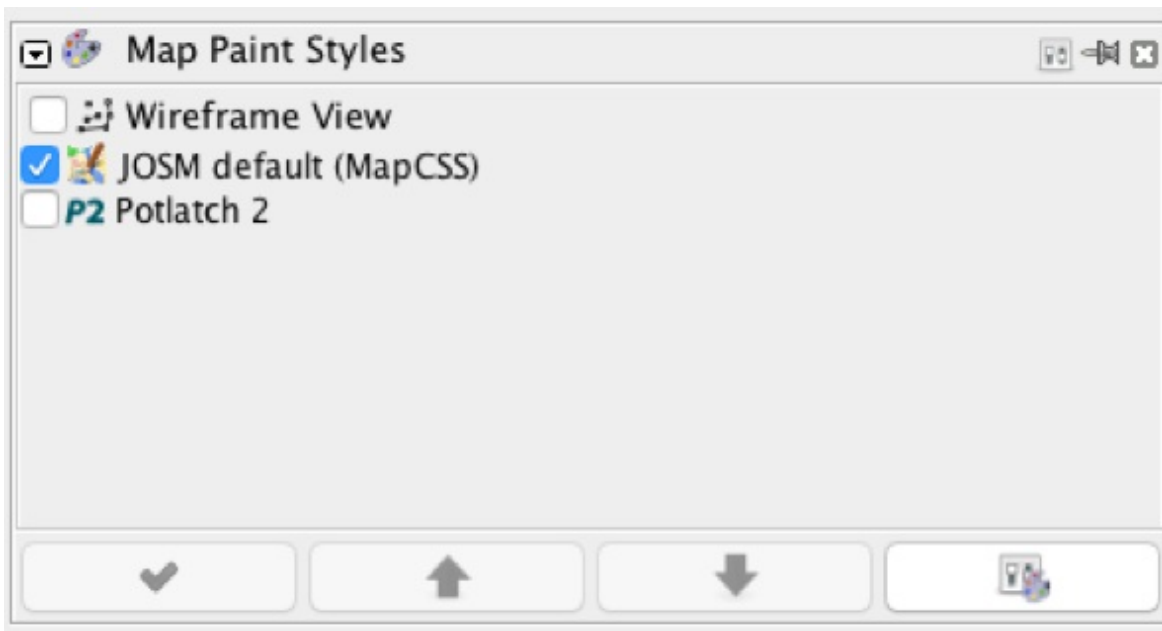 Map Paint Styles
Wireframe View
JOSM default (MapCSS)
P2 Potlatch 2